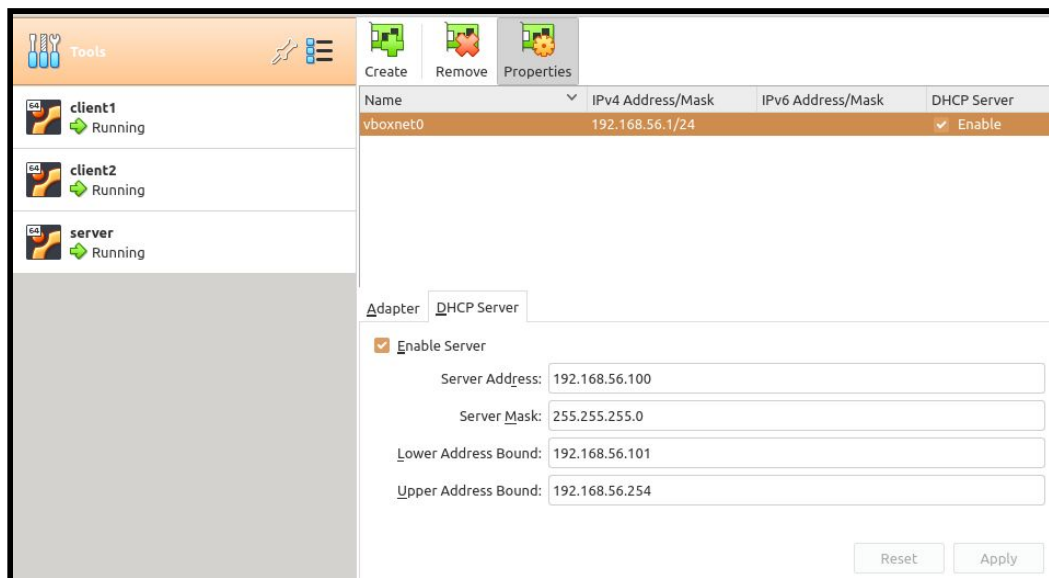 Tools
64
client1
Running
64
client2
Running
64
server
Running
Create Remove Properties
Name IPv4 Address/Mask IPv6 Address/Mask DHCP Server
vboxnet0 192.168.56.1/24 Enable
Adapter DHCP Server
Enable Server
Server Address: 192.168.56.100
Server Mask: 255.255.255.0
Lower Address Bound: 192.168.56.101
Upper Address Bound: 192.168.56.254
Reset Apply